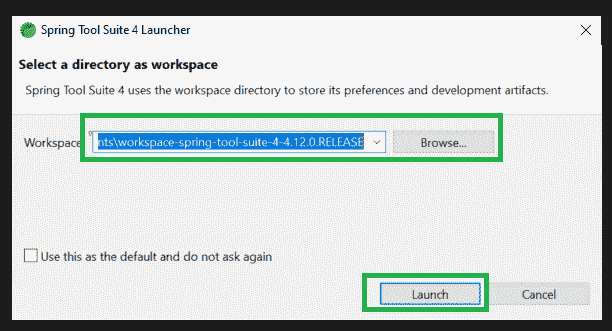 Spring Tool Suite 4 Launcher
Select a directory as workspace
Spring Tool Suite 4 uses the workspace directory to store its preferences and development artifacts.
Workspace
nts\workspace-spring-tool-suite-4-4.12.0.RELEASE
Browse...
Use this as the default and do not ask again
Launch
Cancel